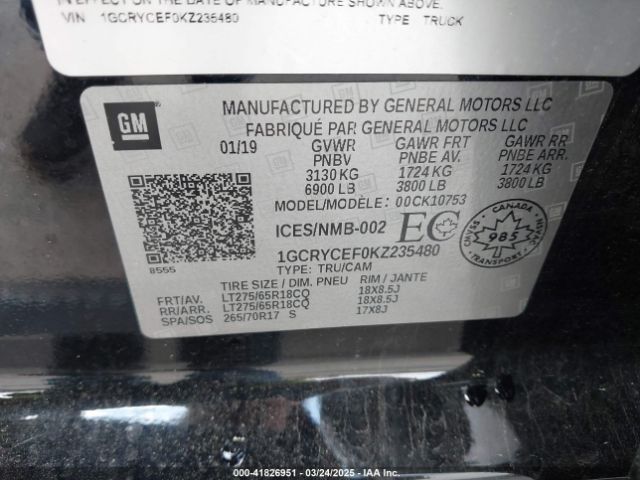 DATE OF MANUFACTURE SHOWN ABOVE.
VIN 1GCRYCEF0KZ235480 TYPE TRUCK
GM
MANUFACTURED BY GENERAL MOTORS LLC
FABRIQUÉ PAR GENERAL MOTORS LLC
01/19 GVWR GAWR FRT GAWR RR
PNBV PNBE AV. PNBE ARR.
3130 KG 1724 KG 1724 KG
6900 LB 3800 LB 3800 LB
MODEL/MODÈLE: 00CK10753
ICES/NMB-002 EC
CANADA
985
1GCRYCEF0KZ235480
8555
TYPE: TRU/CAM
TIRE SIZE / DIM. PNEU RIM / JANTE
FRT/AV. LT275/65R18CQ 18X8.5J
RR/ARR. LT275/65R18CQ 18X8.5J
SPA/SOS 265/70R17 S 17X8J
000-41826951 - 03/24/2025 - IAA Inc.